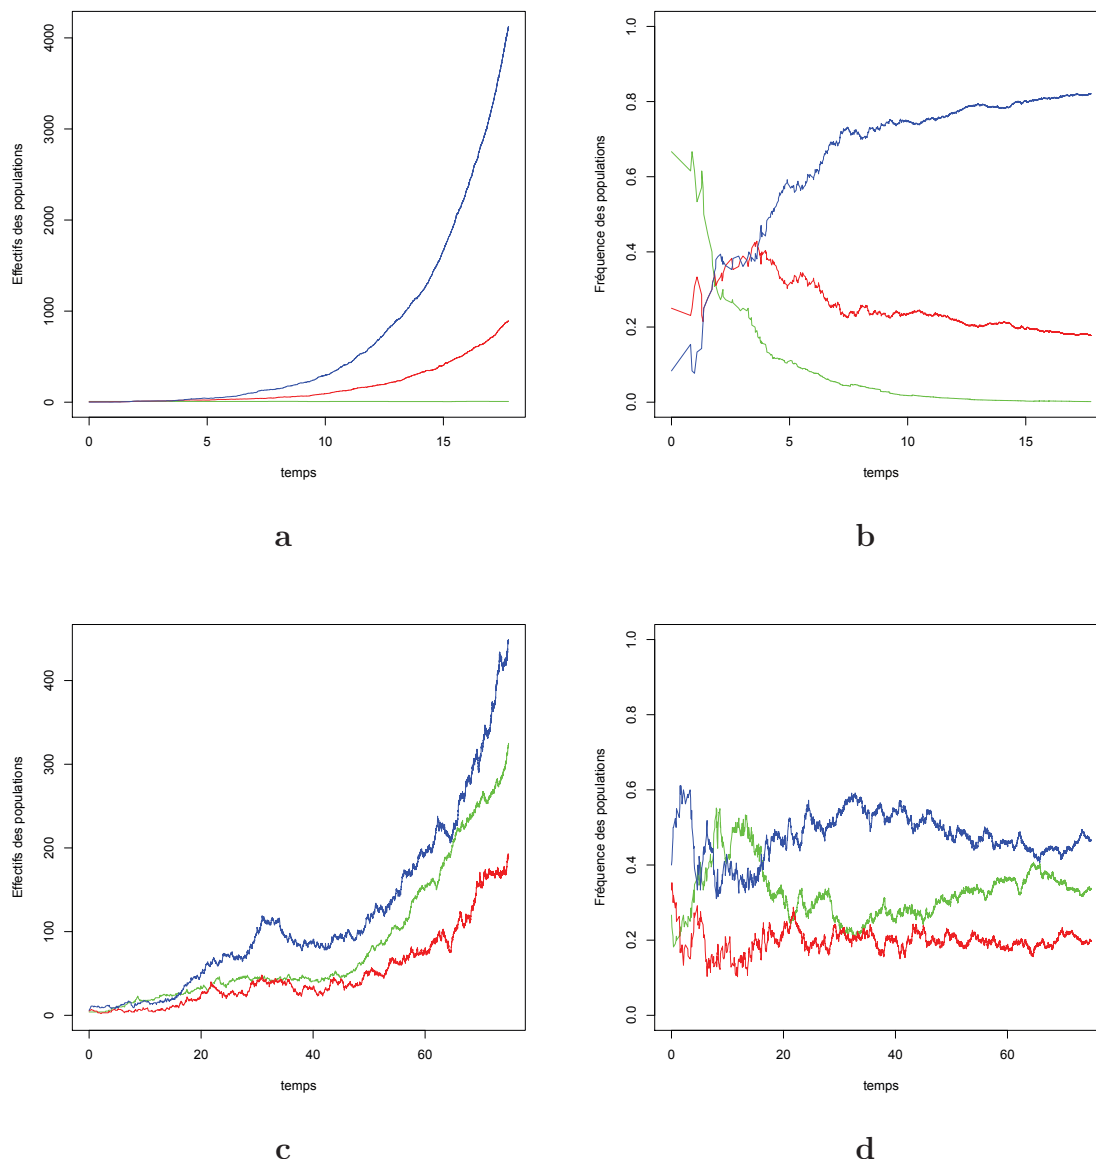 Effectifs des populations
0 1000 2000 3000 4000
0 5 10 15
temps
a
Fréquence des populations
0.0 0.2 0.4 0.6 0.8 1.0
0 5 10 15
temps
b
Effectifs des populations
0 100 200 300 400
0 20 40 60
temps
c
Fréquence des populations
0.0 0.2 0.4 0.6 0.8 1.0
0 20 40 60
temps
d